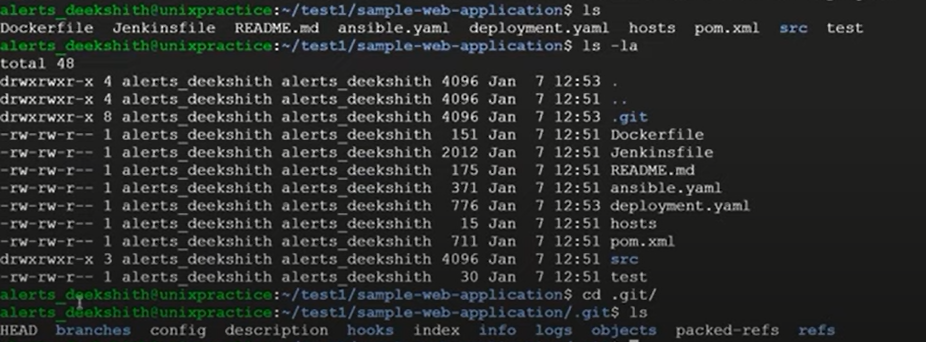 alerts_deekshith@unixpractice:~/test1/sample-web-application$ ls
Dockerfile Jenkinsfile README.md ansible.yaml deployment.yaml hosts pom.xml src test
alerts_deekshith@unixpractice:~/test1/sample-web-application$ ls -la
total 48
drwxrwxr-x 4 alerts_deekshith alerts_deekshith 4096 Jan 7 12:53 .
drwxrwxr-x 4 alerts_deekshith alerts_deekshith 4096 Jan 7 12:51 ..
drwxrwxr-x 8 alerts_deekshith alerts_deekshith 4096 Jan 7 12:53 .git
-rw-rw-r-- 1 alerts_deekshith alerts_deekshith 151 Jan 7 12:51 Dockerfile
-rw-rw-r-- 1 alerts_deekshith alerts_deekshith 2012 Jan 7 12:51 Jenkinsfile
-rw-rw-r-- 1 alerts_deekshith alerts_deekshith 175 Jan 7 12:51 README.md
-rw-rw-r-- 1 alerts_deekshith alerts_deekshith 371 Jan 7 12:51 ansible.yaml
-rw-rw-r-- 1 alerts_deekshith alerts_deekshith 776 Jan 7 12:53 deployment.yaml
-rw-rw-r-- 1 alerts_deekshith alerts_deekshith 15 Jan 7 12:51 hosts
-rw-rw-r-- 1 alerts_deekshith alerts_deekshith 711 Jan 7 12:51 pom.xml
drwxrwxr-x 3 alerts_deekshith alerts_deekshith 4096 Jan 7 12:51 src
-rw-rw-r-- 1 alerts_deekshith alerts_deekshith 30 Jan 7 12:51 test
alerts_deekshith@unixpractice:~/test1/sample-web-application$ cd .git/
alerts_deekshith@unixpractice:~/test1/sample-web-application/.git$ ls
HEAD branches config description hooks index info logs objects packed-refs refs